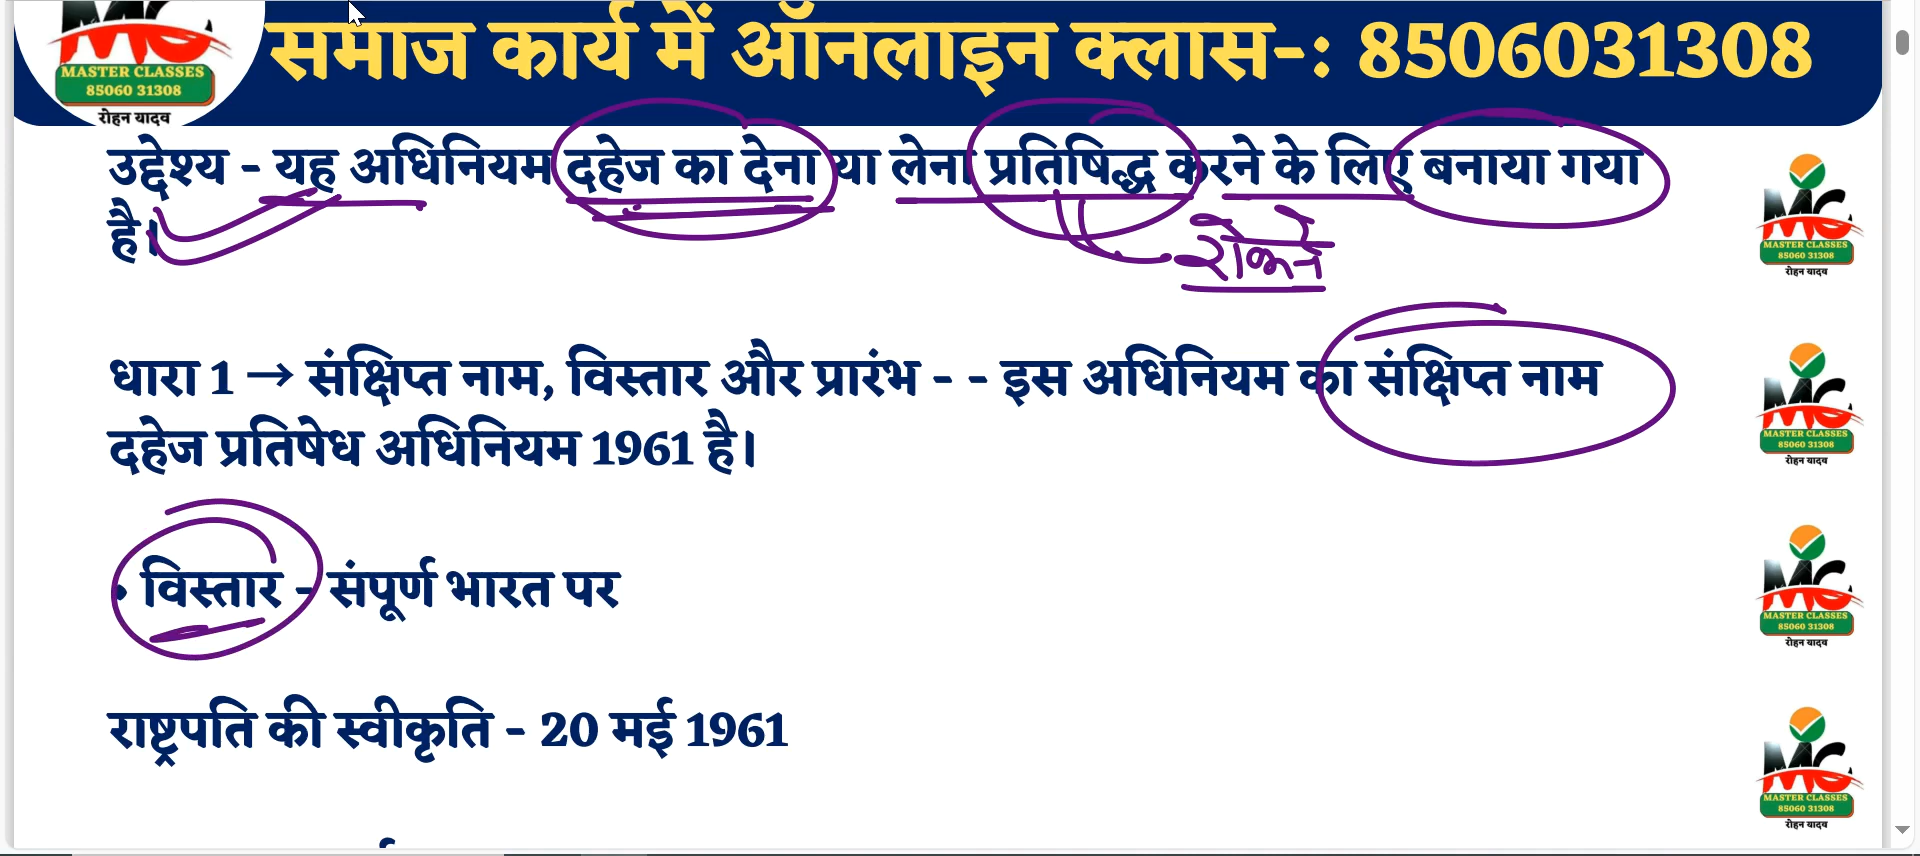 समाज कार्य में ऑनलाइन क्लास-: 8506031308
MASTER CLASSES
85060 31308
रोहन यादव
उद्देश्य - यह अधिनियम दहेज का देना या लेना प्रतिषिद्ध करने के लिए बनाया गया
है।
रोकने
धारा 1 → संक्षिप्त नाम, विस्तार और प्रारंभ - - इस अधिनियम का संक्षिप्त नाम
दहेज प्रतिषेध अधिनियम 1961 है।
• विस्तार - संपूर्ण भारत पर
राष्ट्रपति की स्वीकृति - 20 मई 1961
MASTER CLASSES
85060 31308
रोहन यादव
MASTER CLASSES
85060 31308
रोहन यादव
MASTER CLASSES
85060 31308
रोहन यादव
MASTER CLASSES
85060 31308
रोहन यादव